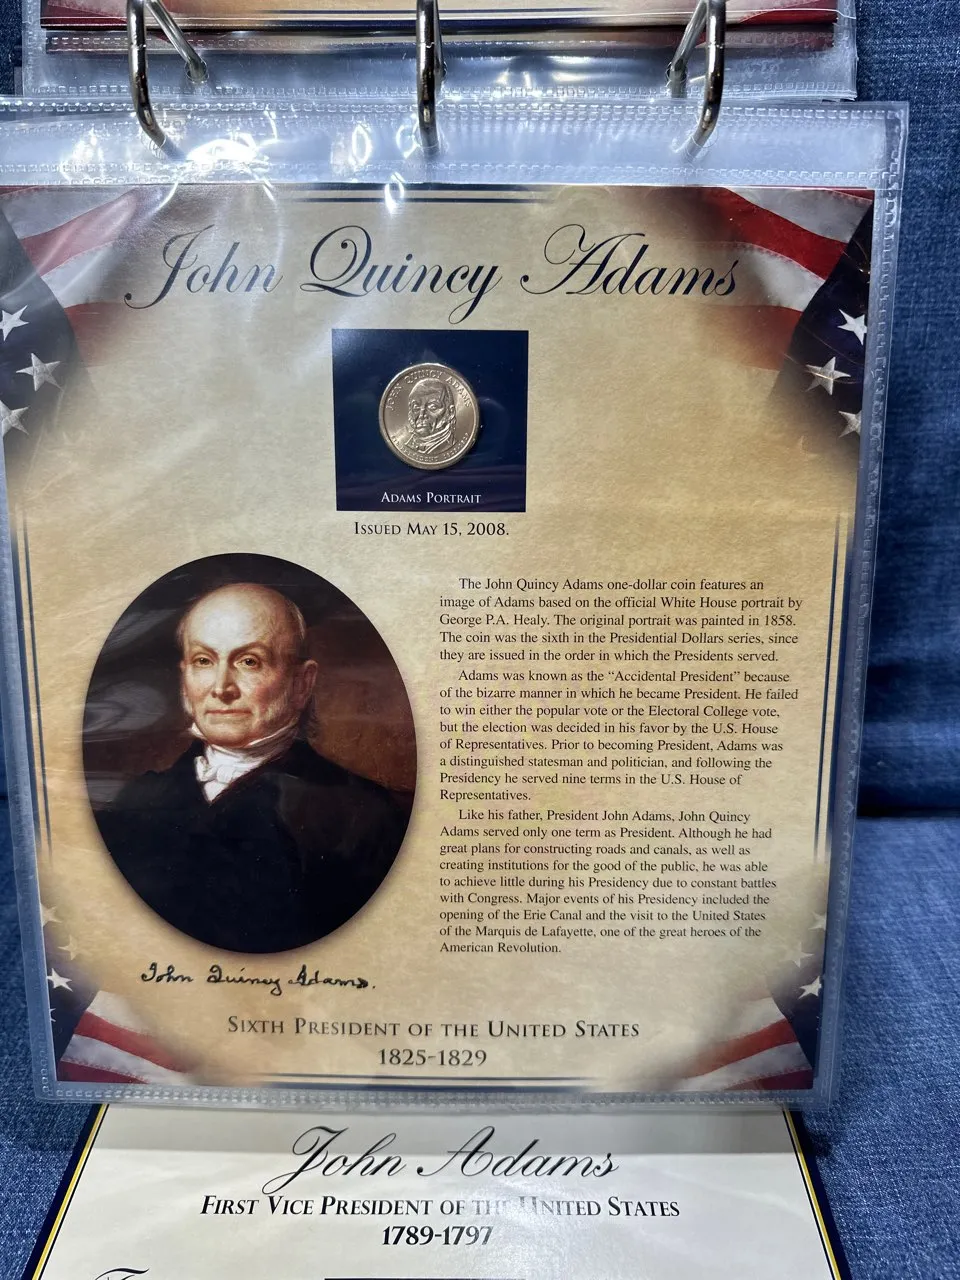 John Quincy Adams
JOHN QUINCY ADAMS
ADAMS PORTRAIT
ISSUED MAY 15, 2008.
The John Quincy Adams one-dollar coin features an
image of Adams based on the official White House portrait by
George P.A. Healy. The original portrait was painted in 1858.
The coin was the sixth in the Presidential Dollars series, since
they are issued in the order in which the Presidents served.
Adams was known as the “Accidental President” because
of the bizarre manner in which he became President. He failed
to win either the popular vote or the Electoral College vote,
but the election was decided in his favor by the U.S. House
of Representatives. Prior to becoming President, Adams was
a distinguished statesman and politician, and following the
Presidency he served nine terms in the U.S. House of
Representatives.
Like his father, President John Adams, John Quincy
Adams served only one term as President. Although he had
great plans for constructing roads and canals, as well as
creating institutions for the good of the public, he was able
to achieve little during his Presidency due to constant battles
with Congress. Major events of his Presidency included the
opening of the Erie Canal and the visit to the United States
of the Marquis de Lafayette, one of the great heroes of the
American Revolution.
John Quincy Adams.
SIXTH PRESIDENT OF THE UNITED STATES
1825-1829
John Adams
FIRST VICE PRESIDENT OF THE UNITED STATES
1789-1797